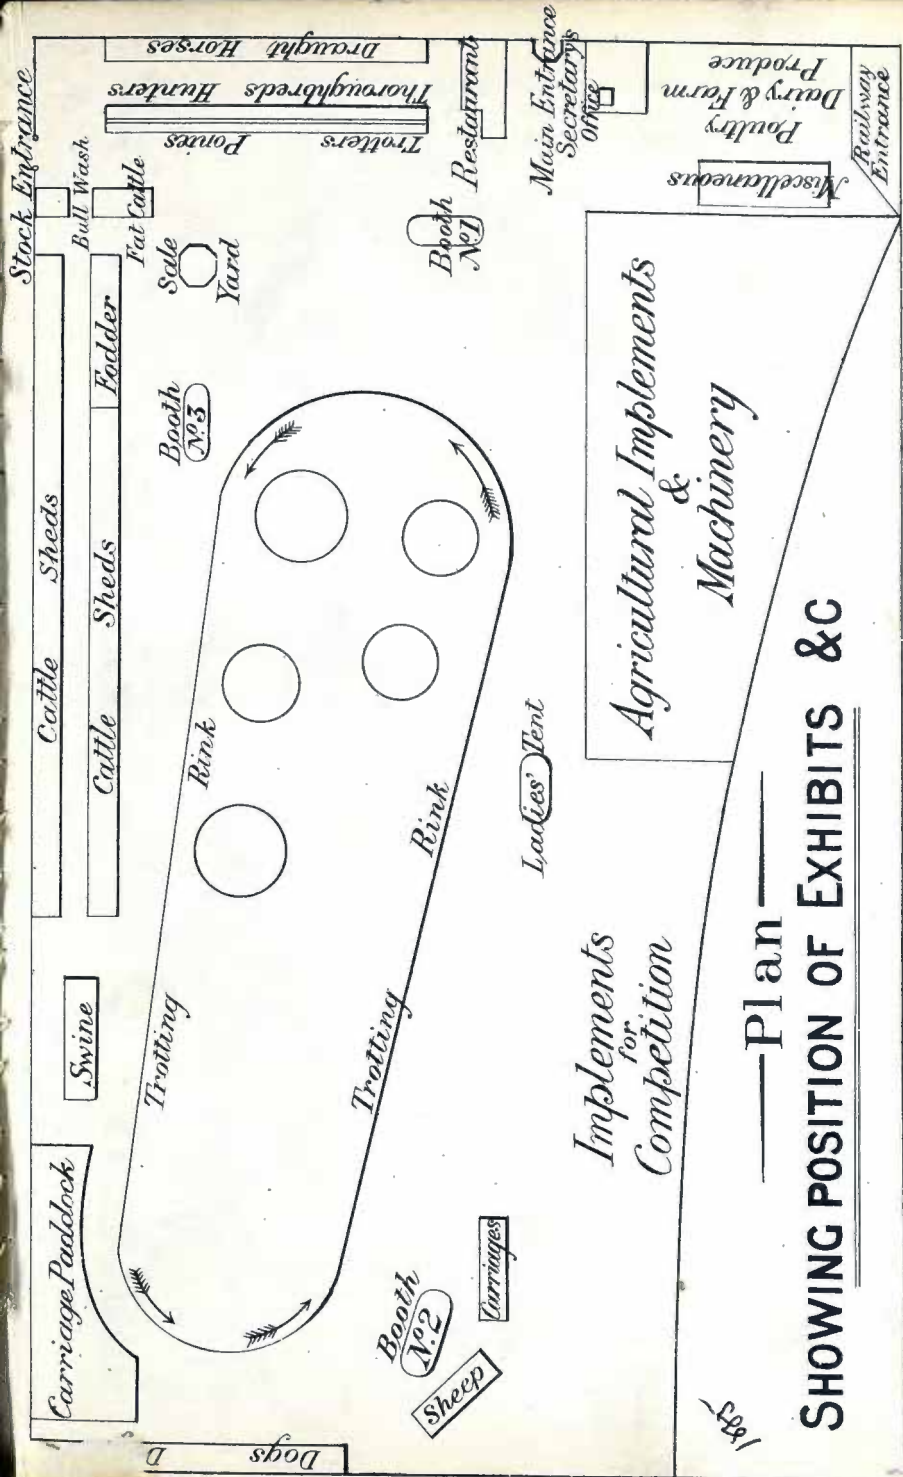 Plan
SHOWING POSITION OF EXHIBITS &C
Stock Entrance
Bull Wash
Fat Cattle
Cattle Sheds
Cattle Sheds
Fodder
Sale
Yard
Booth
No. 3
Draught Horses
Thoroughbreds Hunters
Trotters Ponies
Restaurant
Main Entrance
Secretary's
Office
Booth
No. 1
Dairy & Farm
Produce
Poultry
Miscellaneous
Railway
Entrance
Agricultural Implements
&
Machinery
Trotting Rink
Trotting Rink
Ladies' Tent
Implements
for
Competition
Swine
Carriage Paddock
Carriages
Booth
No. 2
Sheep
Dogs
D
1885